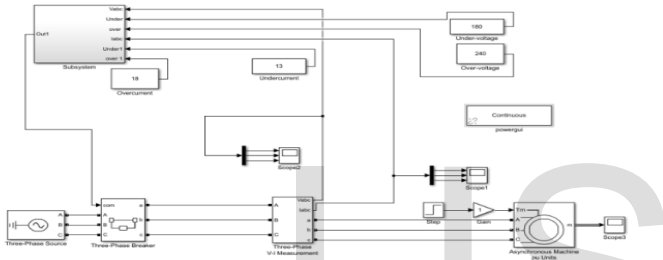 Vabc
Under
over
Iabc
Under1
over 1
Out1
Subsystem
180
Under-voltage
240
Over-voltage
18
Overcurrent
13
Undercurrent
Continuous
powergui
Scope2
Scope1
Step
1
Gain
Tm
A
B
C
m
Asynchronous Machine
pu Units
Scope3
A
B
C
Three-Phase Source
com
A
B
C
a
b
c
Three-Phase Breaker
A
B
C
Vabc
Iabc
a
b
c
Three-Phase
V-I Measurement